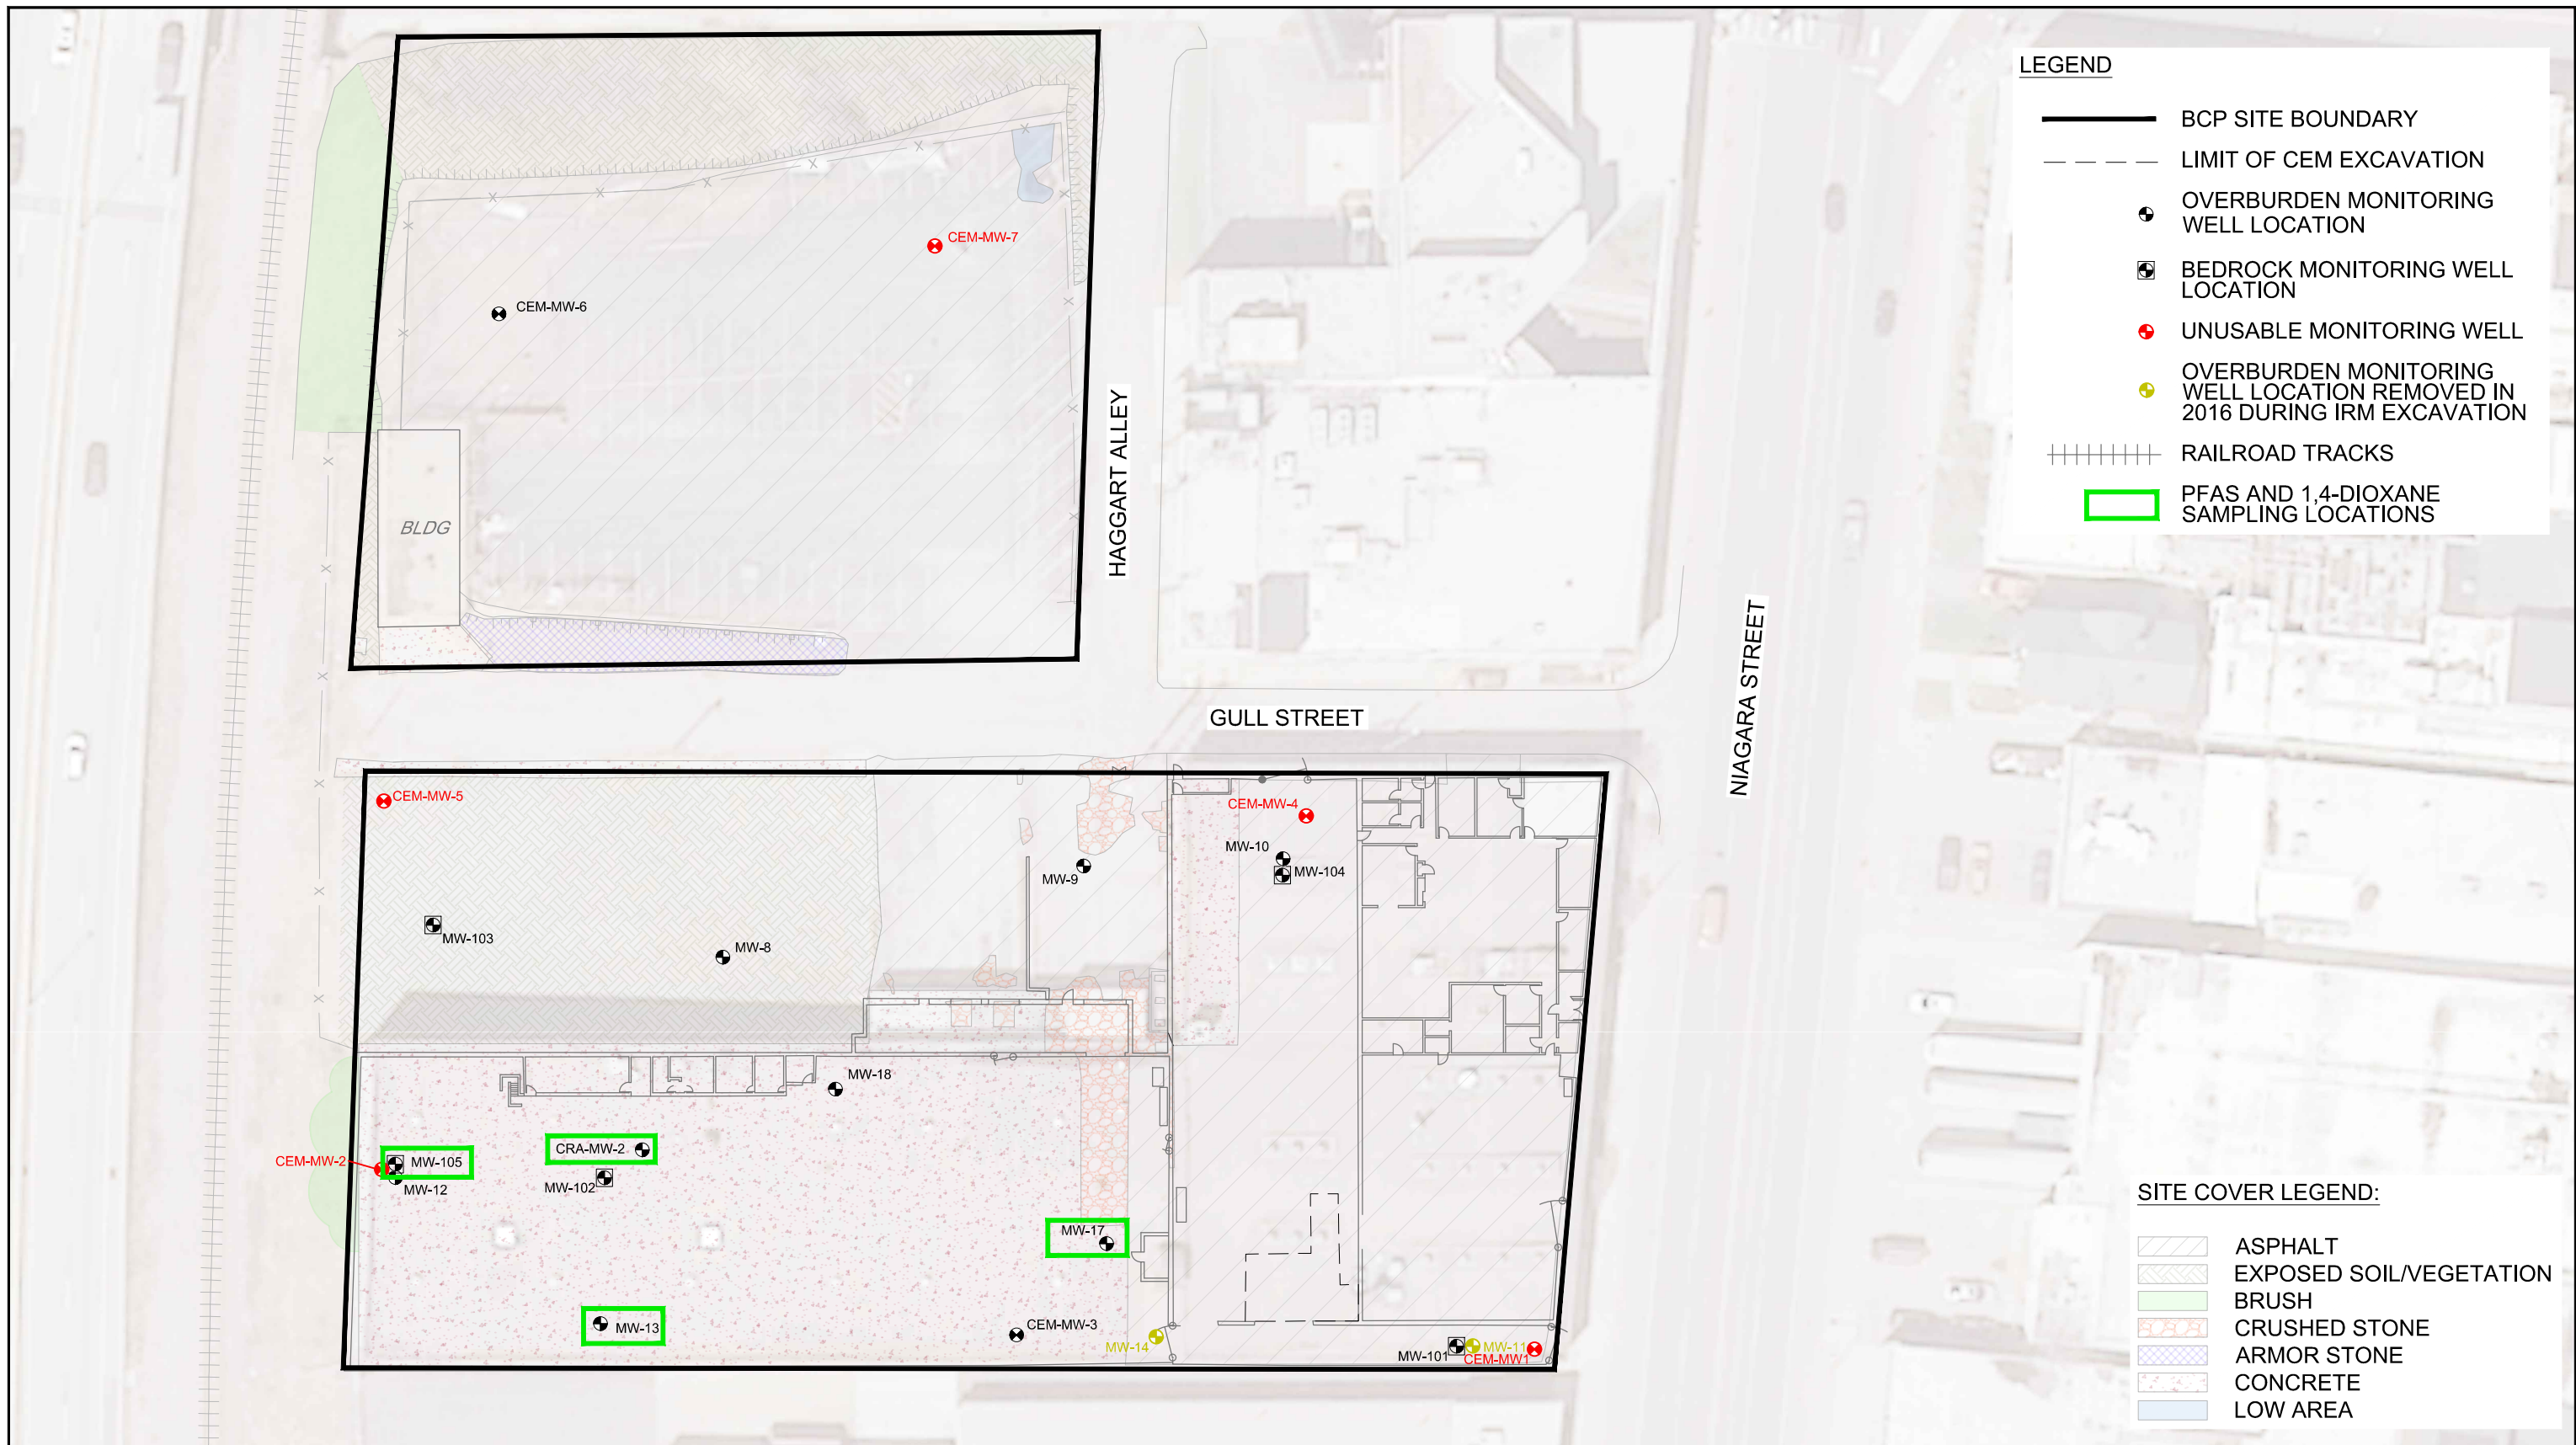 LEGEND
BCP SITE BOUNDARY
LIMIT OF CEM EXCAVATION
OVERBURDEN MONITORING
WELL LOCATION
BEDROCK MONITORING WELL
LOCATION
UNUSABLE MONITORING WELL
OVERBURDEN MONITORING
WELL LOCATION REMOVED IN
2016 DURING IRM EXCAVATION
RAILROAD TRACKS
PFAS AND 1,4-DIOXANE
SAMPLING LOCATIONS
CEM-MW-7
CEM-MW-6
HAGGART ALLEY
BLDG
NIAGARA STREET
GULL STREET
CEM-MW-5
CEM-MW-4
MW-10
MW-104
MW-9
MW-103
MW-8
MW-18
CRA-MW-2
CEM-MW-2
MW-105
MW-12
MW-102
MW-17
MW-13
CEM-MW-3
MW-14
MW-101
MW-11
CEM-MW1
SITE COVER LEGEND:
ASPHALT
EXPOSED SOIL/VEGETATION
BRUSH
CRUSHED STONE
ARMOR STONE
CONCRETE
LOW AREA